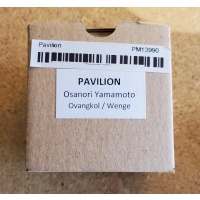 Pavilion PM13990
PAVILION
Osanori Yamamoto
Ovangkol / Wenge